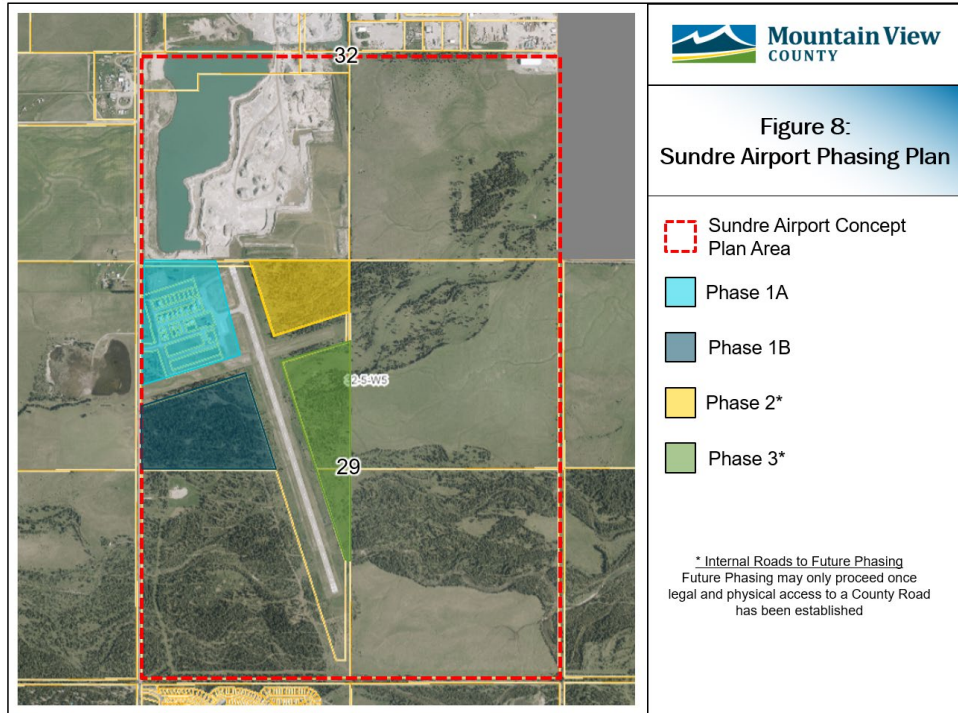 32
22-5-W5
29
Mountain View
COUNTY
Figure 8:
Sundre Airport Phasing Plan
Sundre Airport Concept
Plan Area
Phase 1A
Phase 1B
Phase 2*
Phase 3*
* Internal Roads to Future Phasing
Future Phasing may only proceed once
legal and physical access to a County Road
has been established